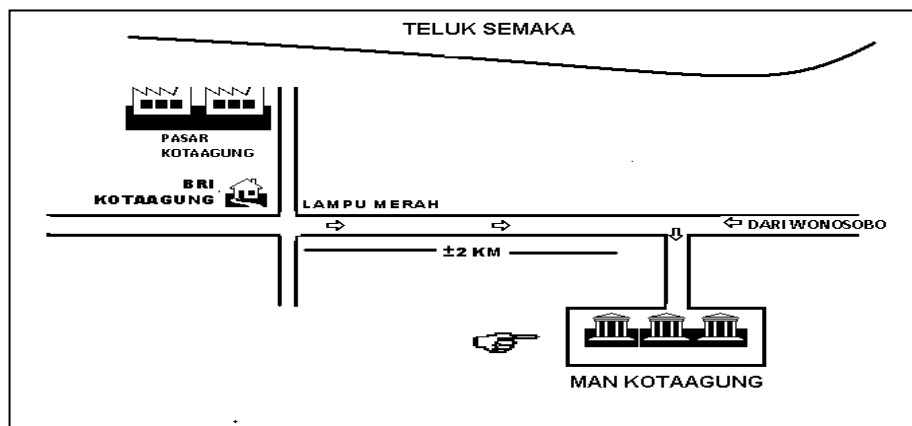 TELUK SEMAKA
PASAR
KOTAAGUNG
BRI
KOTAAGUNG
LAMPU MERAH
DARI WONOSOBO
±2 KM
MAN KOTAAGUNG